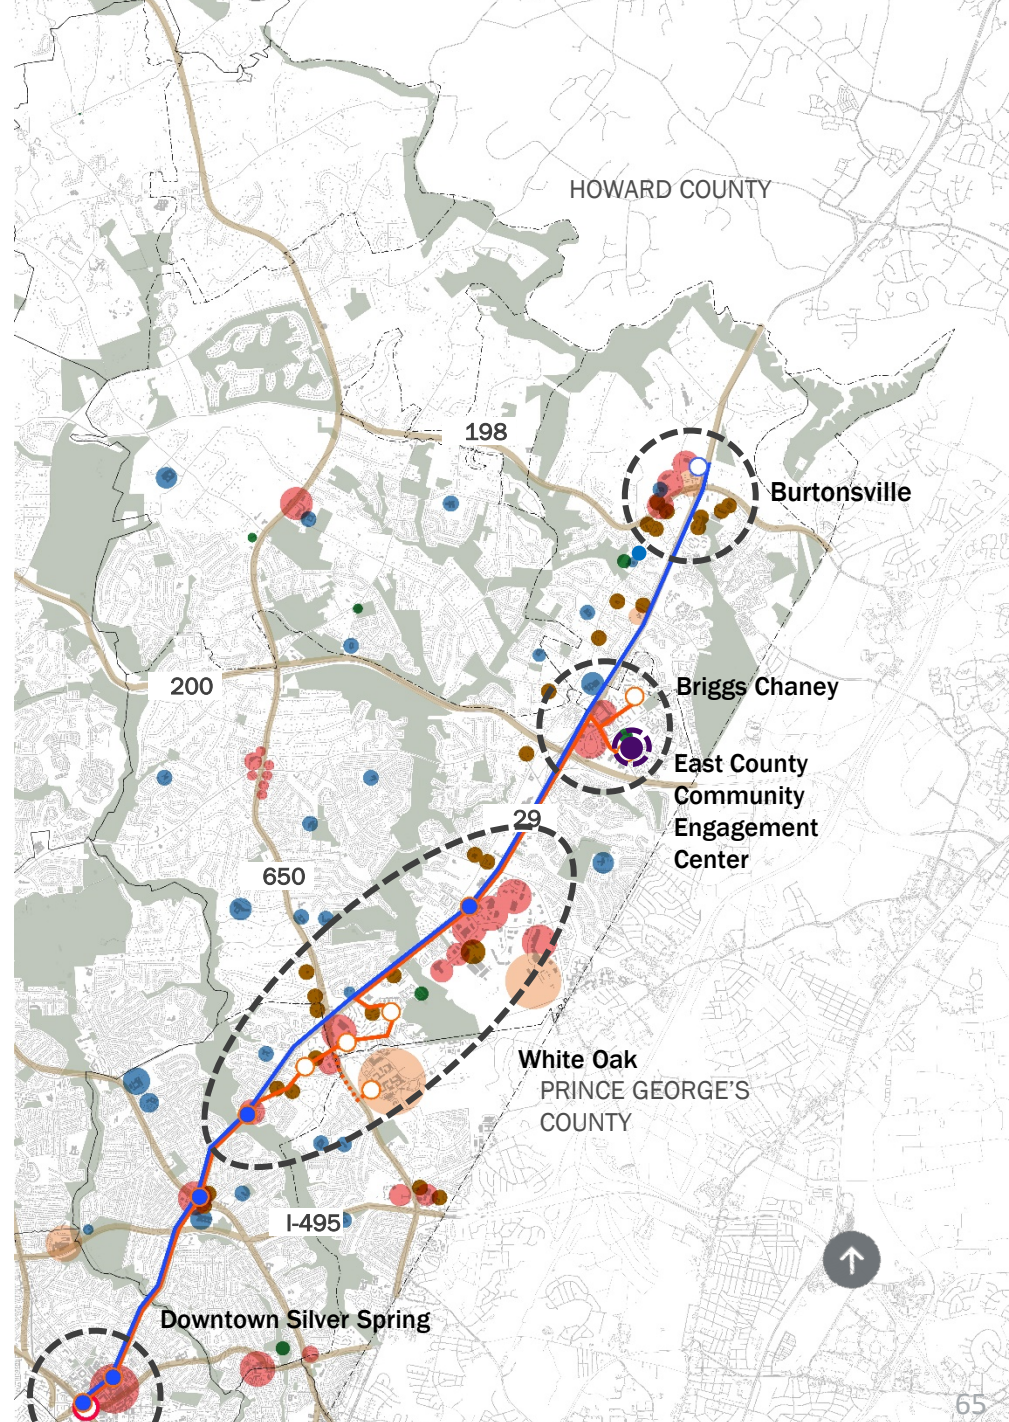 HOWARD COUNTY
198
Burtonsville
200
Briggs Chaney
East County
Community
Engagement
Center
29
650
White Oak
PRINCE GEORGE'S
COUNTY
I-495
Downtown Silver Spring
65